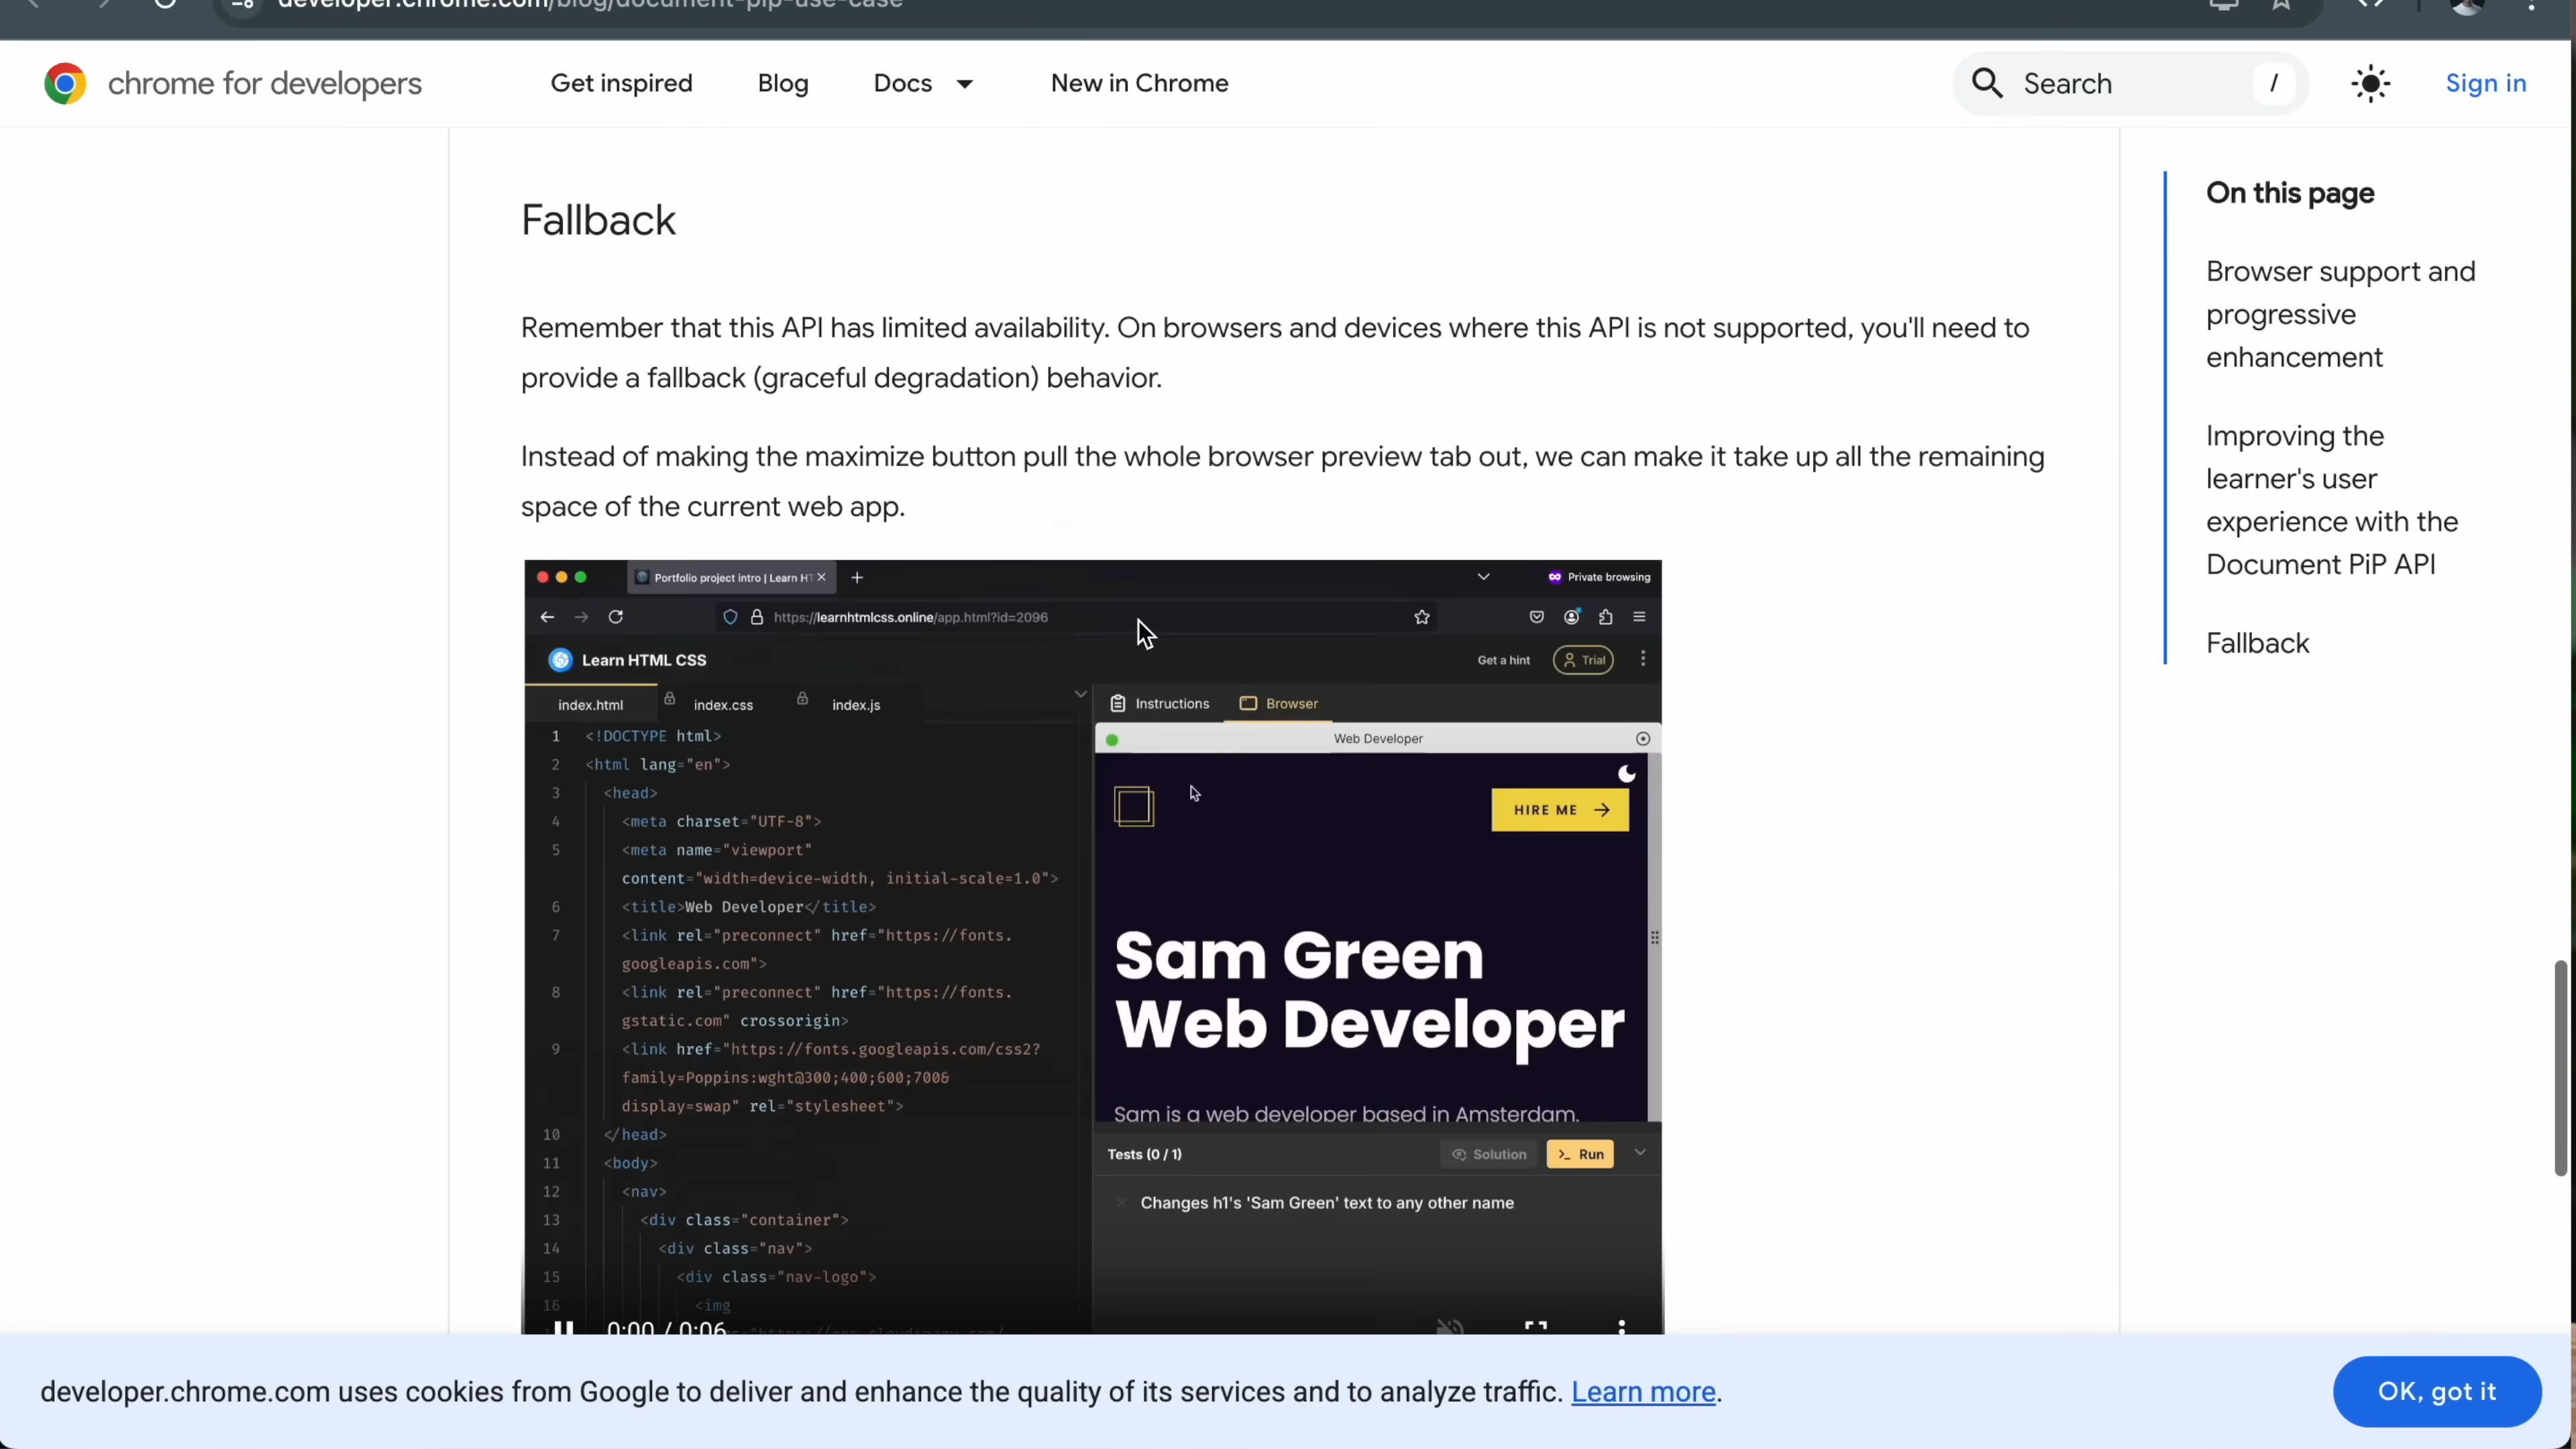 developer.chrome.com/blog/document-pip-use-case
chrome for developers
Get inspired
Blog
Docs
New in Chrome
Search
/
Sign in
Fallback
Remember that this API has limited availability. On browsers and devices where this API is not supported, you'll need to
provide a fallback (graceful degradation) behavior.
Instead of making the maximize button pull the whole browser preview tab out, we can make it take up all the remaining
space of the current web app.
Portfolio project intro | Learn HT
Private browsing
https://learnhtmlcss.online/app.html?id=2096
Learn HTML CSS
Get a hint
Trial
index.html
index.css
index.js
Instructions
Browser
Web Developer
1 <!DOCTYPE html>
2 <html lang="en">
3 <head>
4 <meta charset="UTF-8">
5 <meta name="viewport"
content="width=device-width, initial-scale=1.0">
6 <title>Web Developer</title>
7 <link rel="preconnect" href="https://fonts.
googleapis.com">
8 <link rel="preconnect" href="https://fonts.
gstatic.com" crossorigin>
9 <link href="https://fonts.googleapis.com/css2?
family=Poppins:wght@300;400;600;700&
display=swap" rel="stylesheet">
10 </head>
11 <body>
12 <nav>
13 <div class="container">
14 <div class="nav">
15 <div class="nav-logo">
16 <img
HIRE ME
Sam Green
Web Developer
Sam is a web developer based in Amsterdam.
Tests (0 / 1)
Solution
Run
Changes h1's 'Sam Green' text to any other name
0:00 / 0:06
On this page
Browser support and
progressive
enhancement
Improving the
learner's user
experience with the
Document PiP API
Fallback
developer.chrome.com uses cookies from Google to deliver and enhance the quality of its services and to analyze traffic. Learn more.
OK, got it